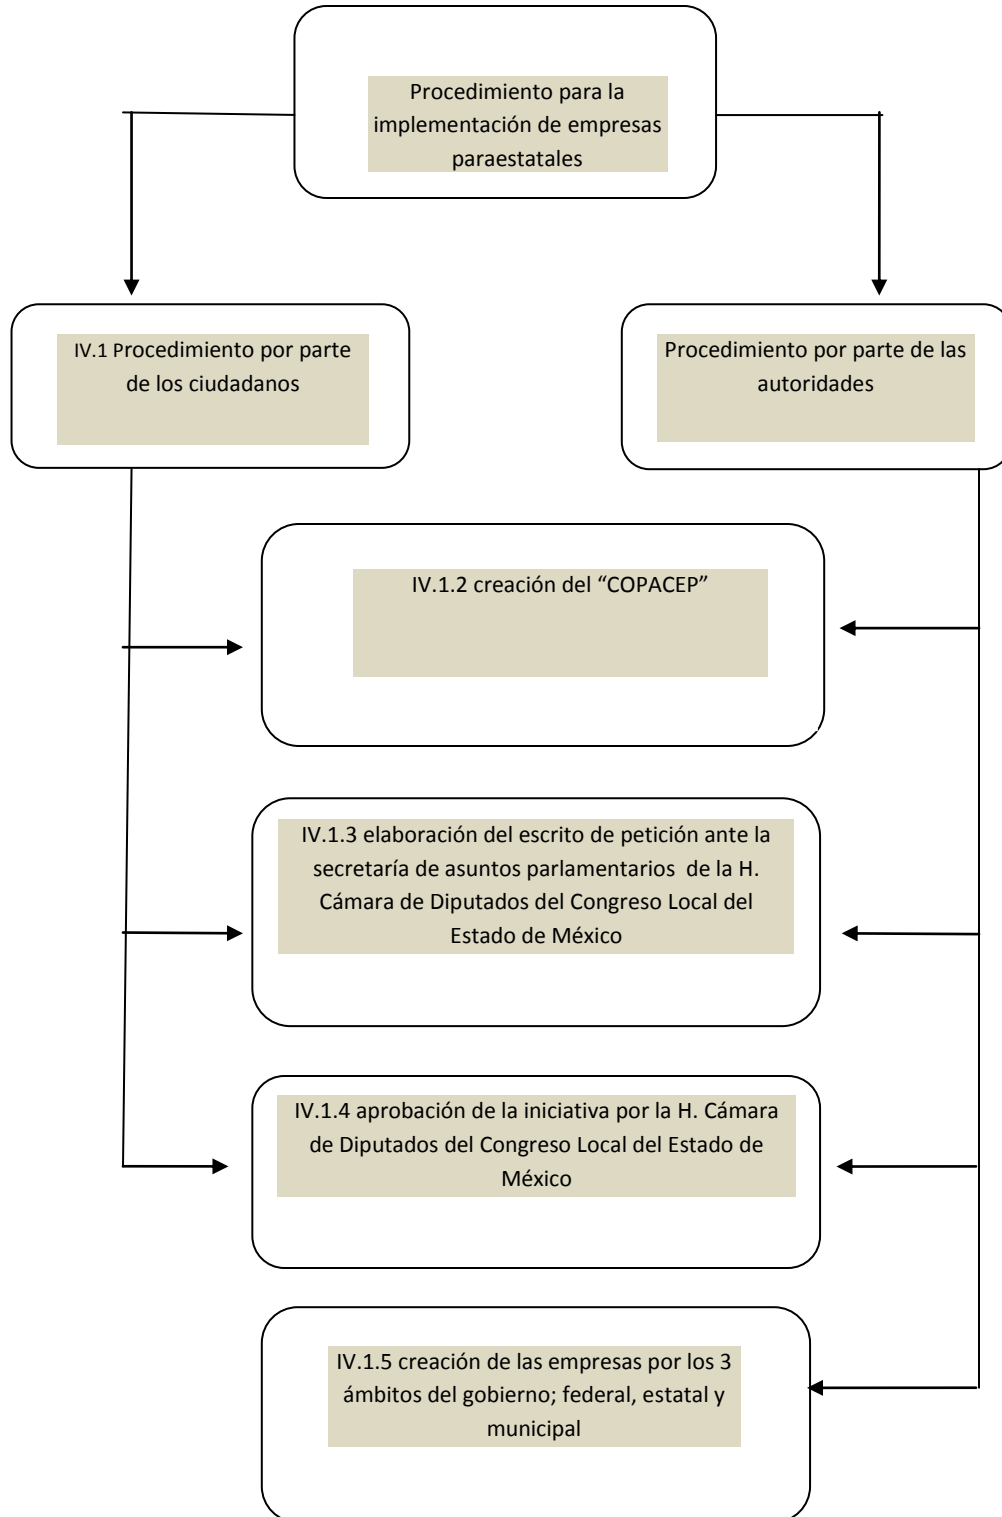 Procedimiento para la
implementación de empresas
paraestatales
IV.1 Procedimiento por parte
de los ciudadanos
Procedimiento por parte de las
autoridades
IV.1.2 creación del “COPACEP”
IV.1.3 elaboración del escrito de petición ante la
secretaría de asuntos parlamentarios  de la H.
Cámara de Diputados del Congreso Local del
Estado de México
IV.1.4 aprobación de la iniciativa por la H. Cámara
de Diputados del Congreso Local del Estado de
México
IV.1.5 creación de las empresas por los 3
ámbitos del gobierno; federal, estatal y
municipal